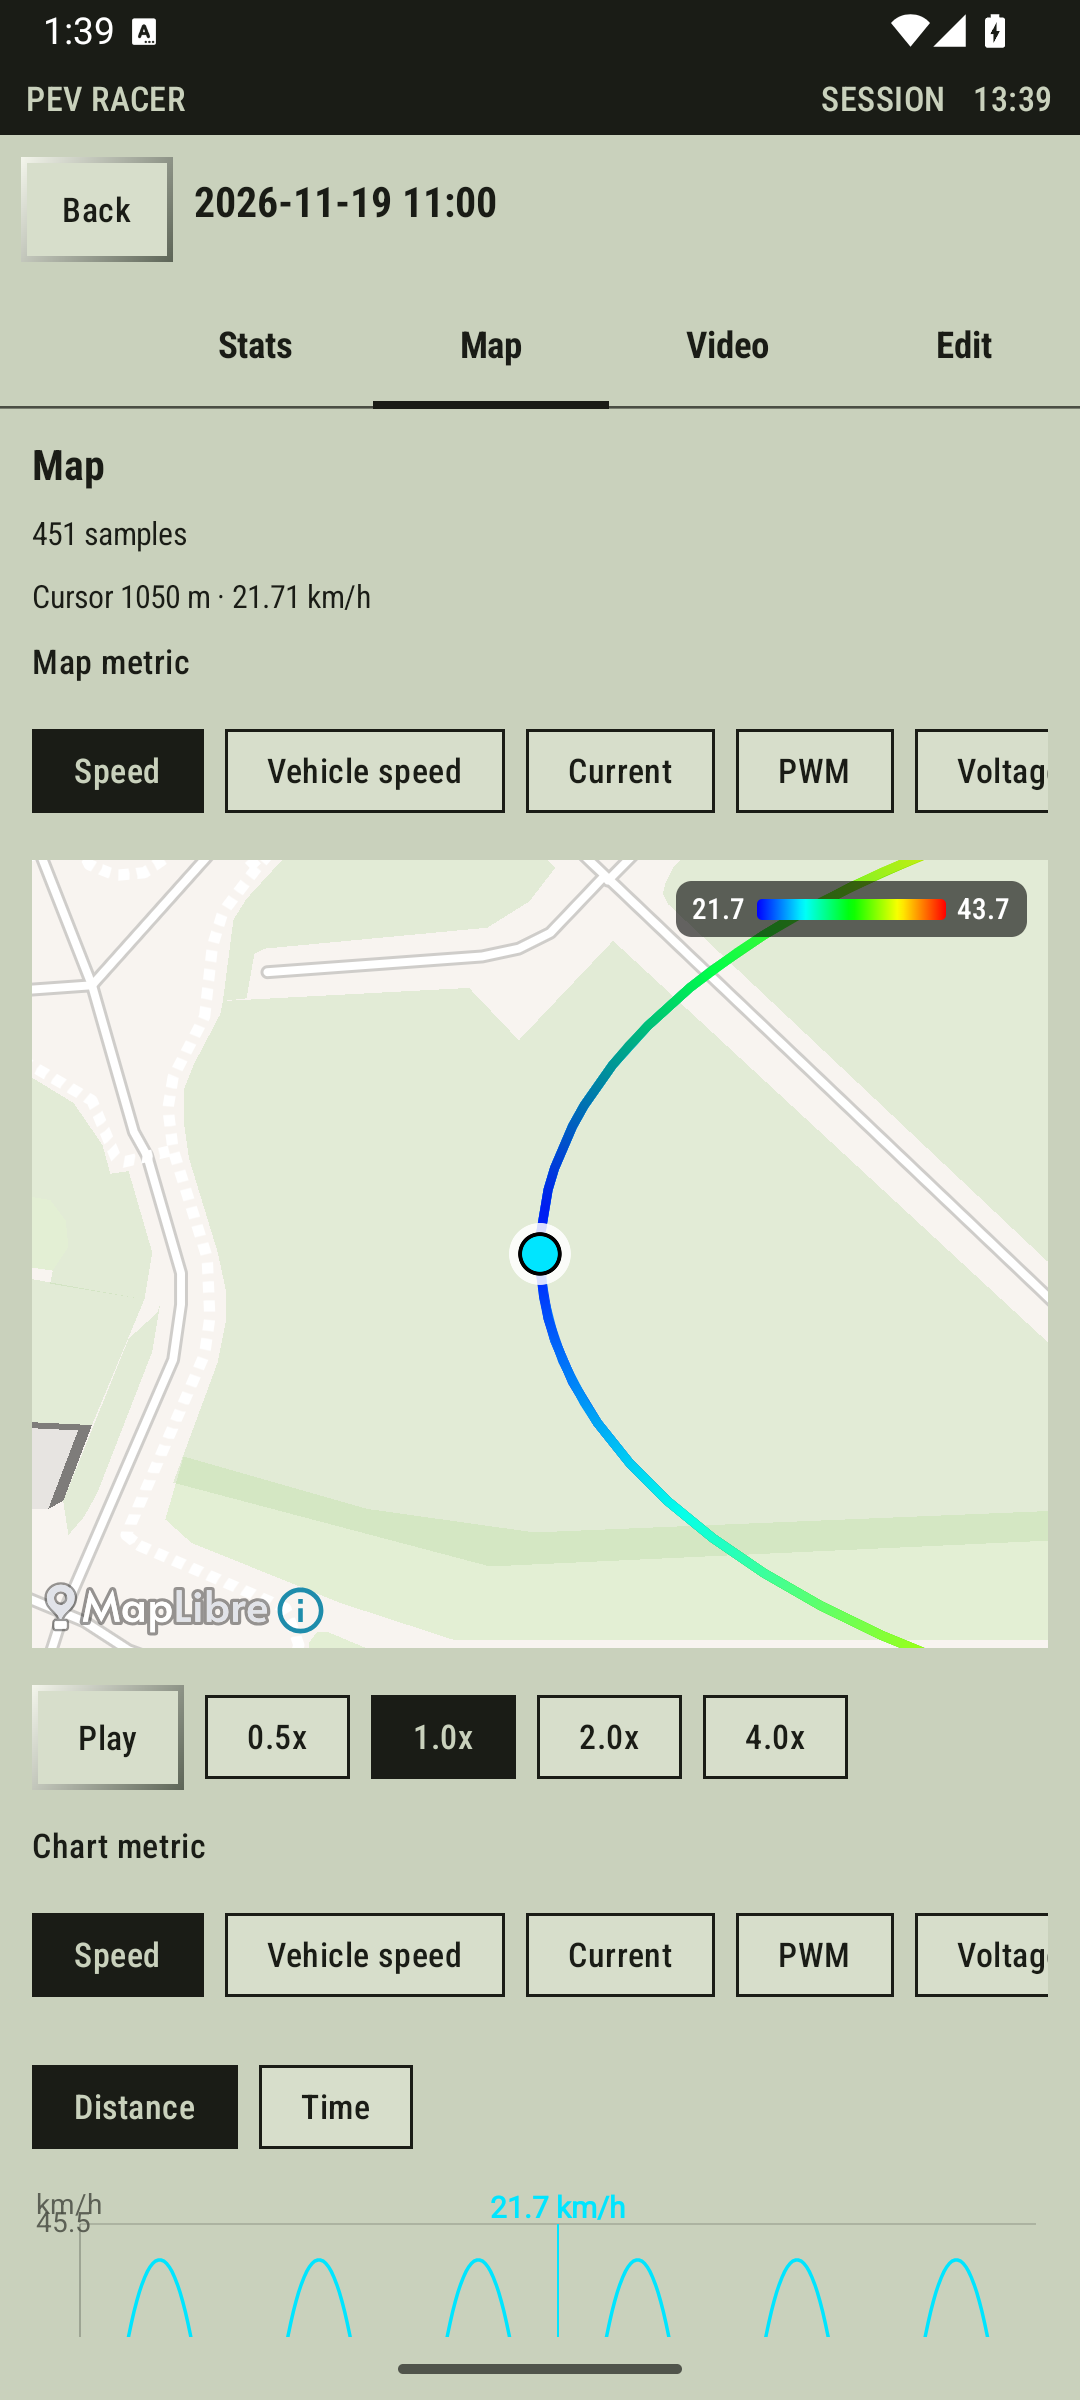 1:39
PEV RACER SESSION 13:39
Back 2026-11-19 11:00
Stats Map Video Edit
Map
451 samples
Cursor 1050 m · 21.71 km/h
Map metric
Speed Vehicle speed Current PWM Voltag
21.7 43.7
MapLibre
Play 0.5x 1.0x 2.0x 4.0x
Chart metric
Speed Vehicle speed Current PWM Voltag
Distance Time
km/h 21.7 km/h
45.5